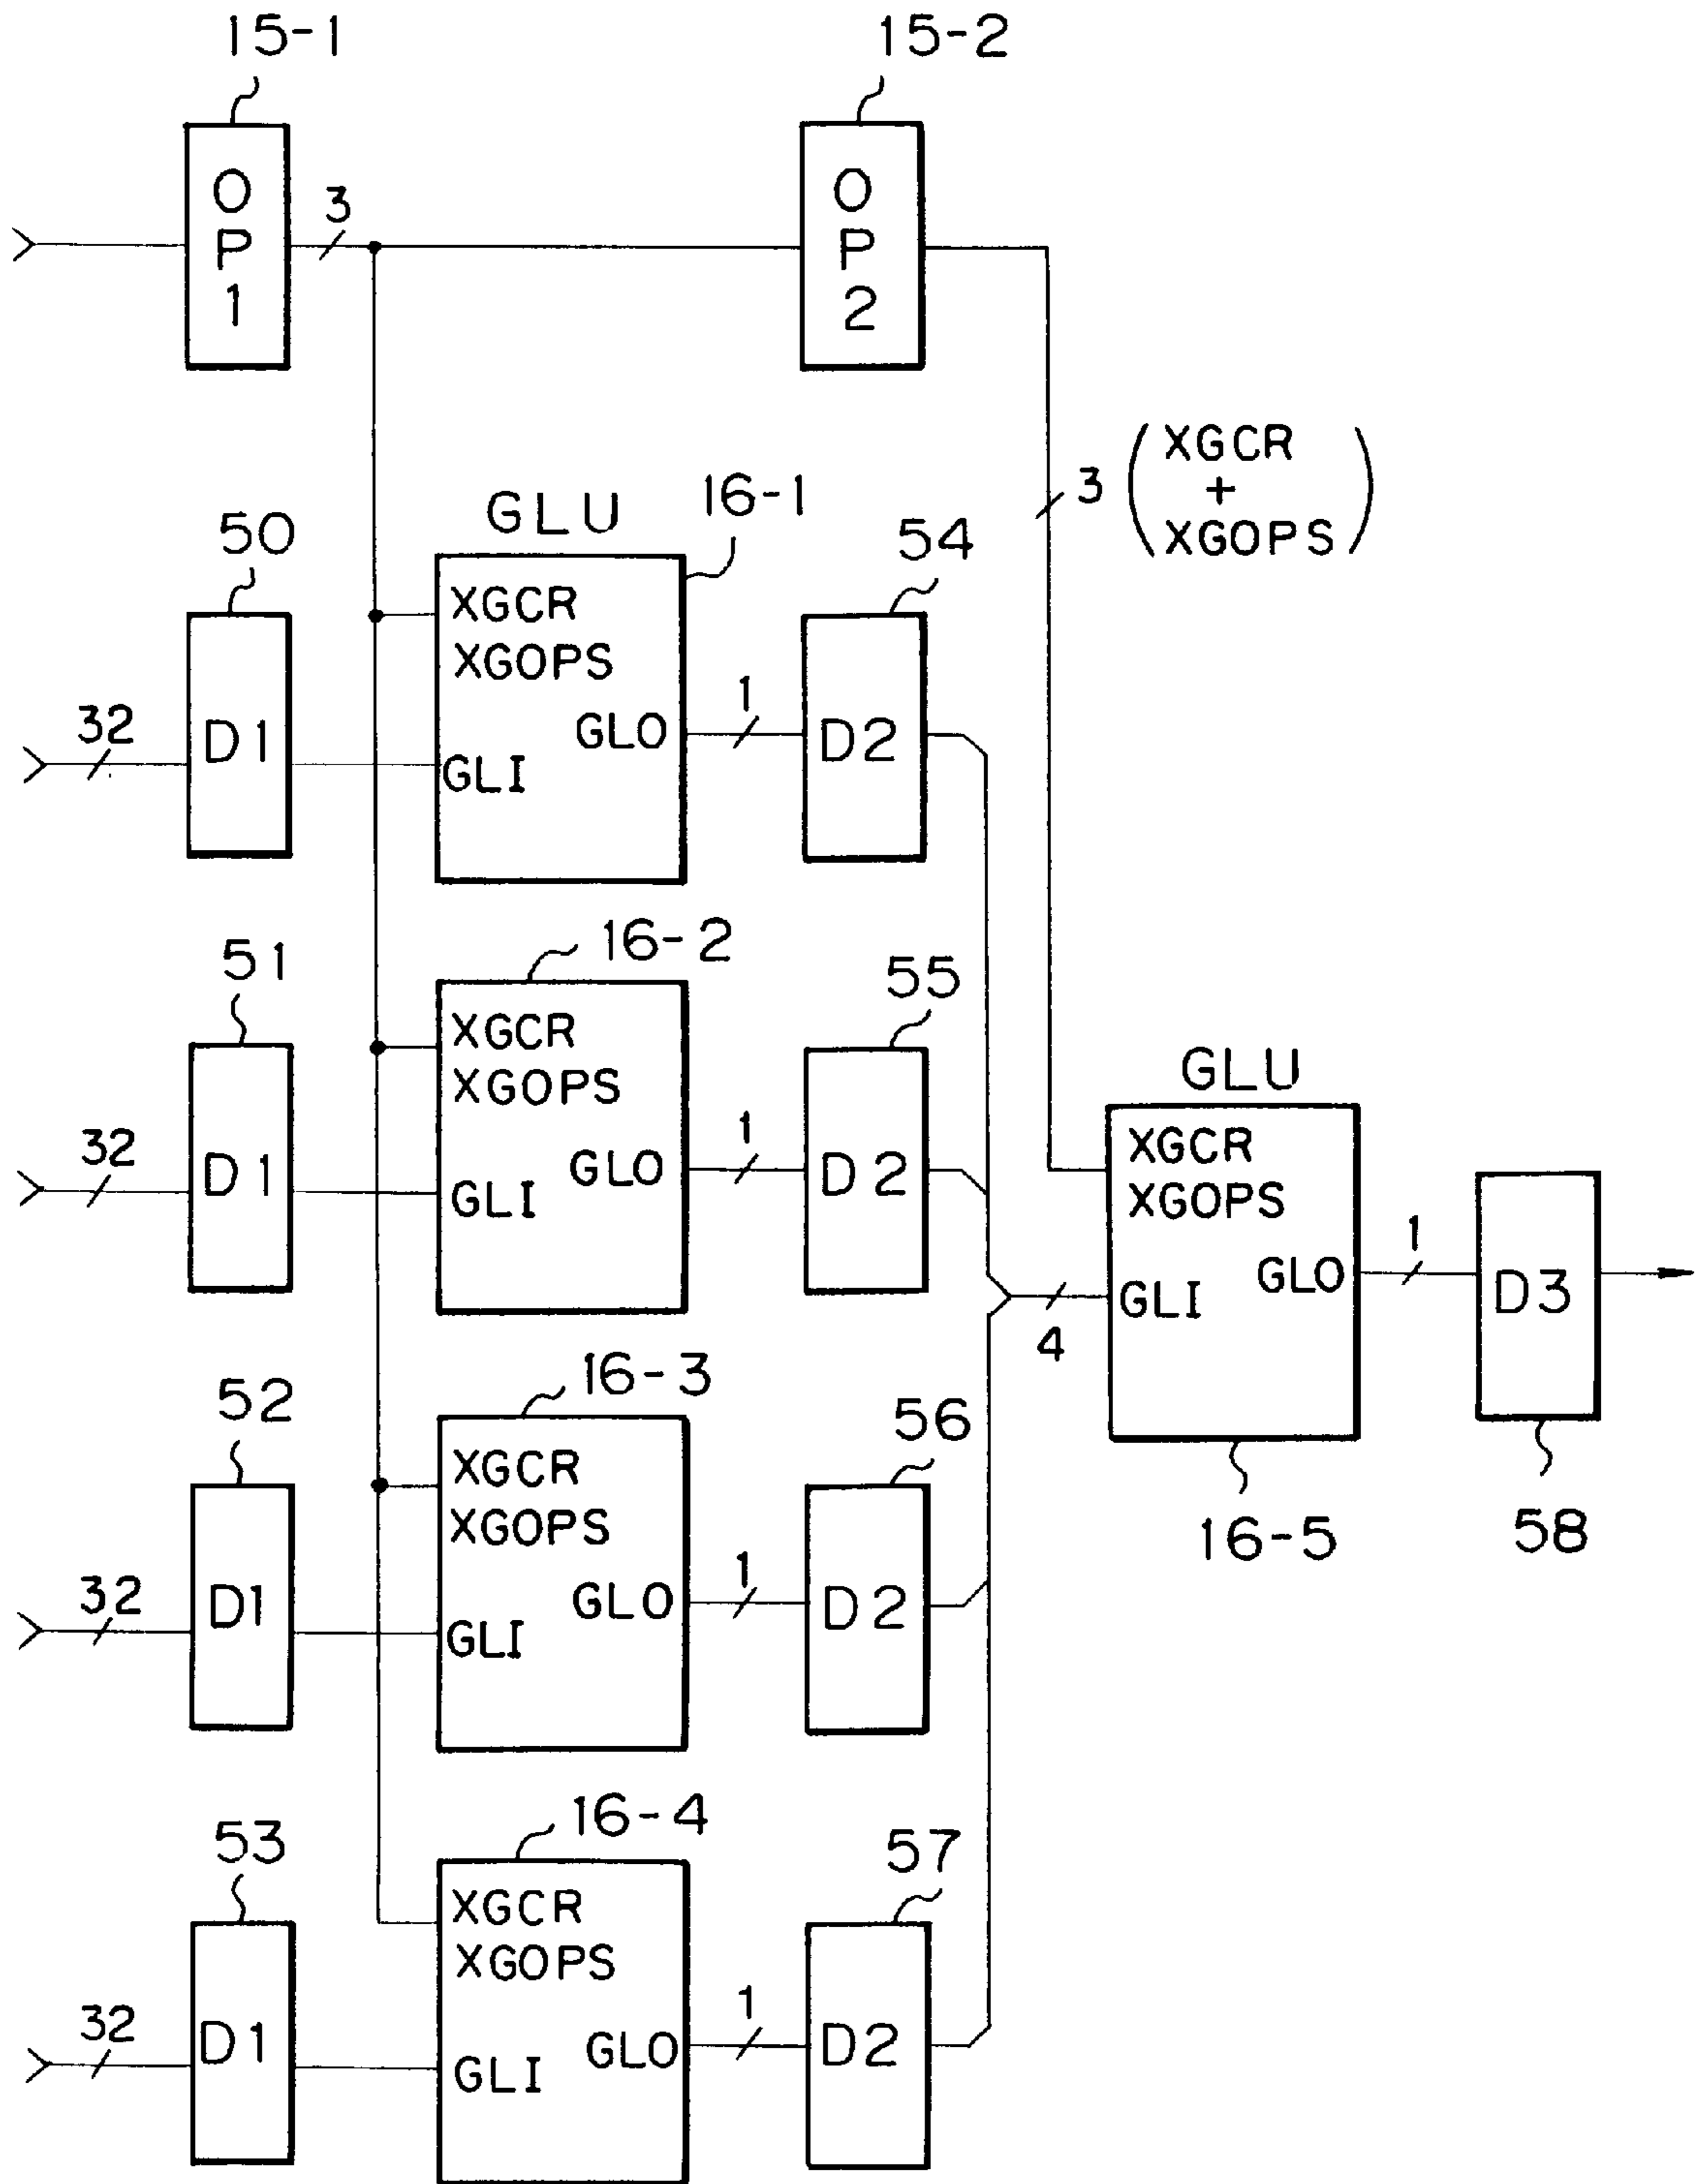 15-1
15-2
O
P
1
3
O
P
2
3
XGCR
+
XGOPS
GLU
16-1
50
54
XGCR
XGOPS
32
D1
GLI
GLO
1
D2
16-2
51
55
XGCR
XGOPS
32
D1
GLI
GLO
1
D2
GLU
XGCR
XGOPS
GLI
GLO
4
1
D3
16-5
58
16-3
52
56
XGCR
XGOPS
32
D1
GLI
GLO
1
D2
16-4
53
57
XGCR
XGOPS
32
D1
GLI
GLO
1
D2